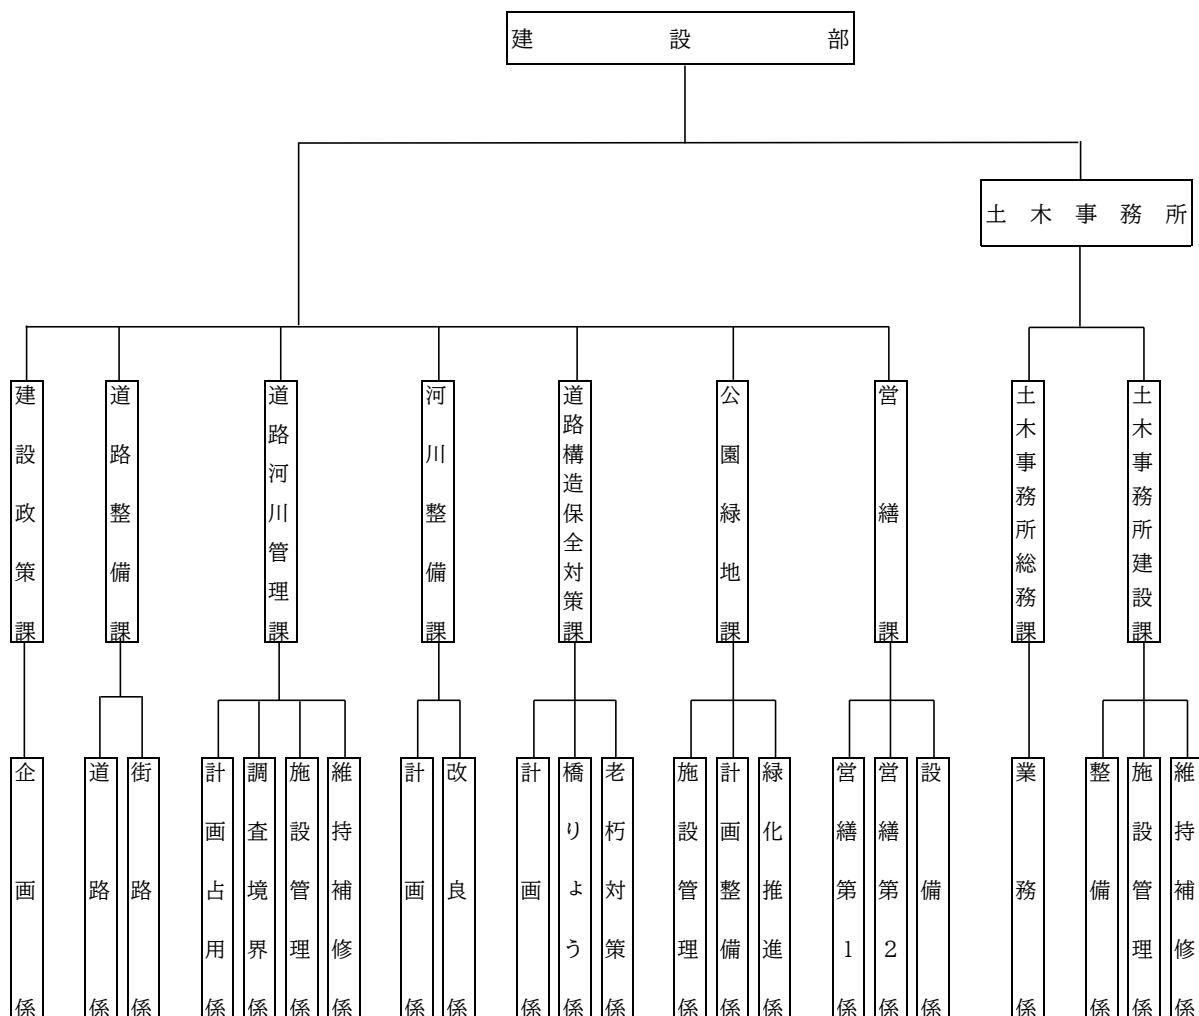 建設部
土木事務所
建設政策課
道路整備課
道路河川管理課
河川整備課
道路構造保全対策課
公園緑地課
営繕課
土木事務所総務課
土木事務所建設課
企画係
道路係
街路係
計画占用係
調査境界係
施設管理係
維持補修係
計画係
改良係
計画係
橋りょう係
老朽対策係
施設管理係
計画整備係
緑化推進係
営繕第1係
営繕第2係
設備係
業務係
整備係
施設管理係
維持補修係